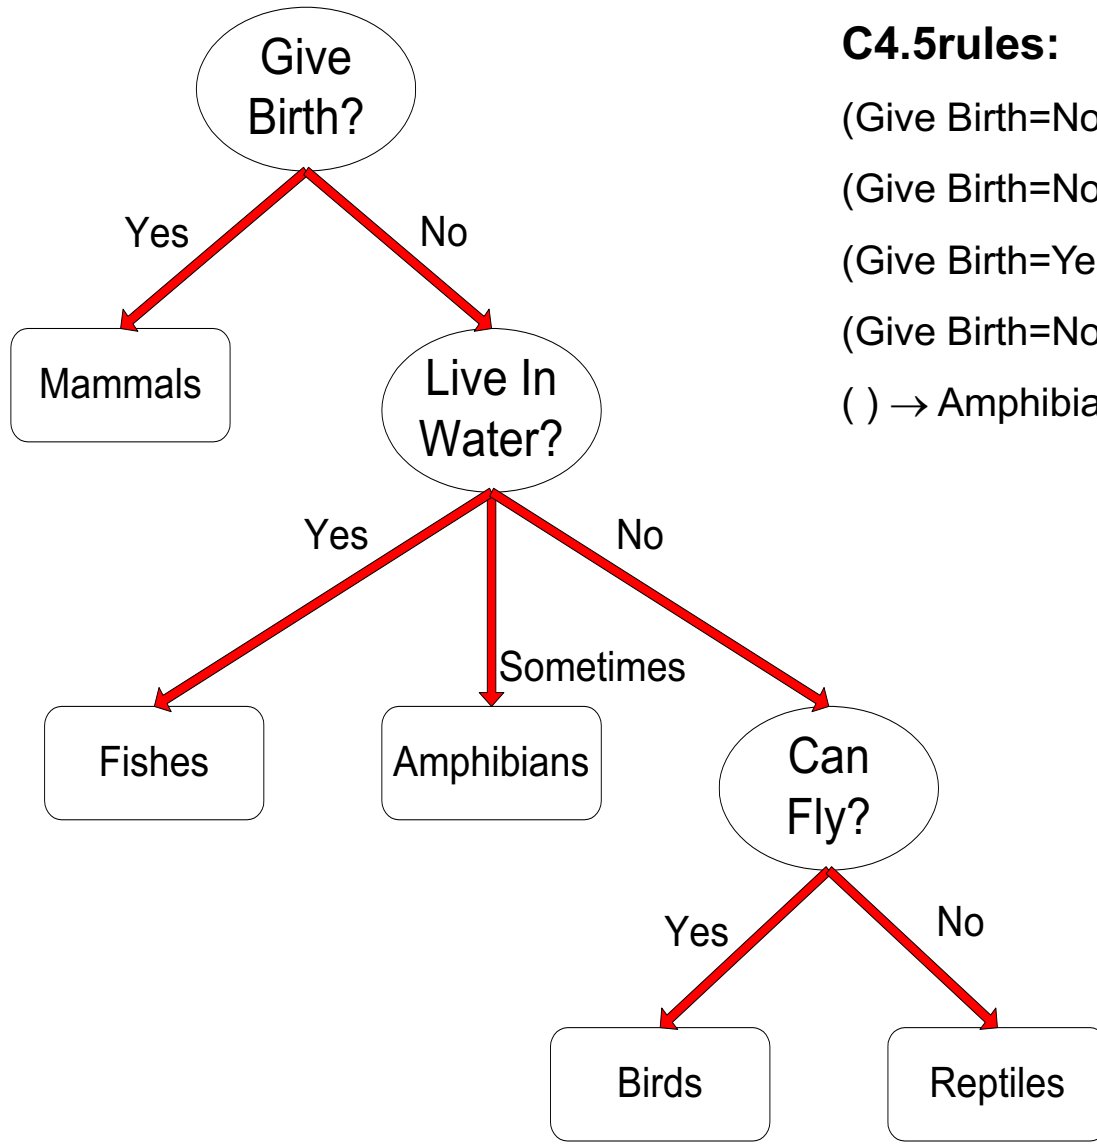 Give
Birth?
Yes
No
Mammals
Live In
Water?
Yes
No
Sometimes
Fishes
Amphibians
Can
Fly?
Yes
No
Birds
Reptiles
C4.5rules:
(Give Birth=No
(Give Birth=No
(Give Birth=Ye
(Give Birth=No
( ) → Amphibia